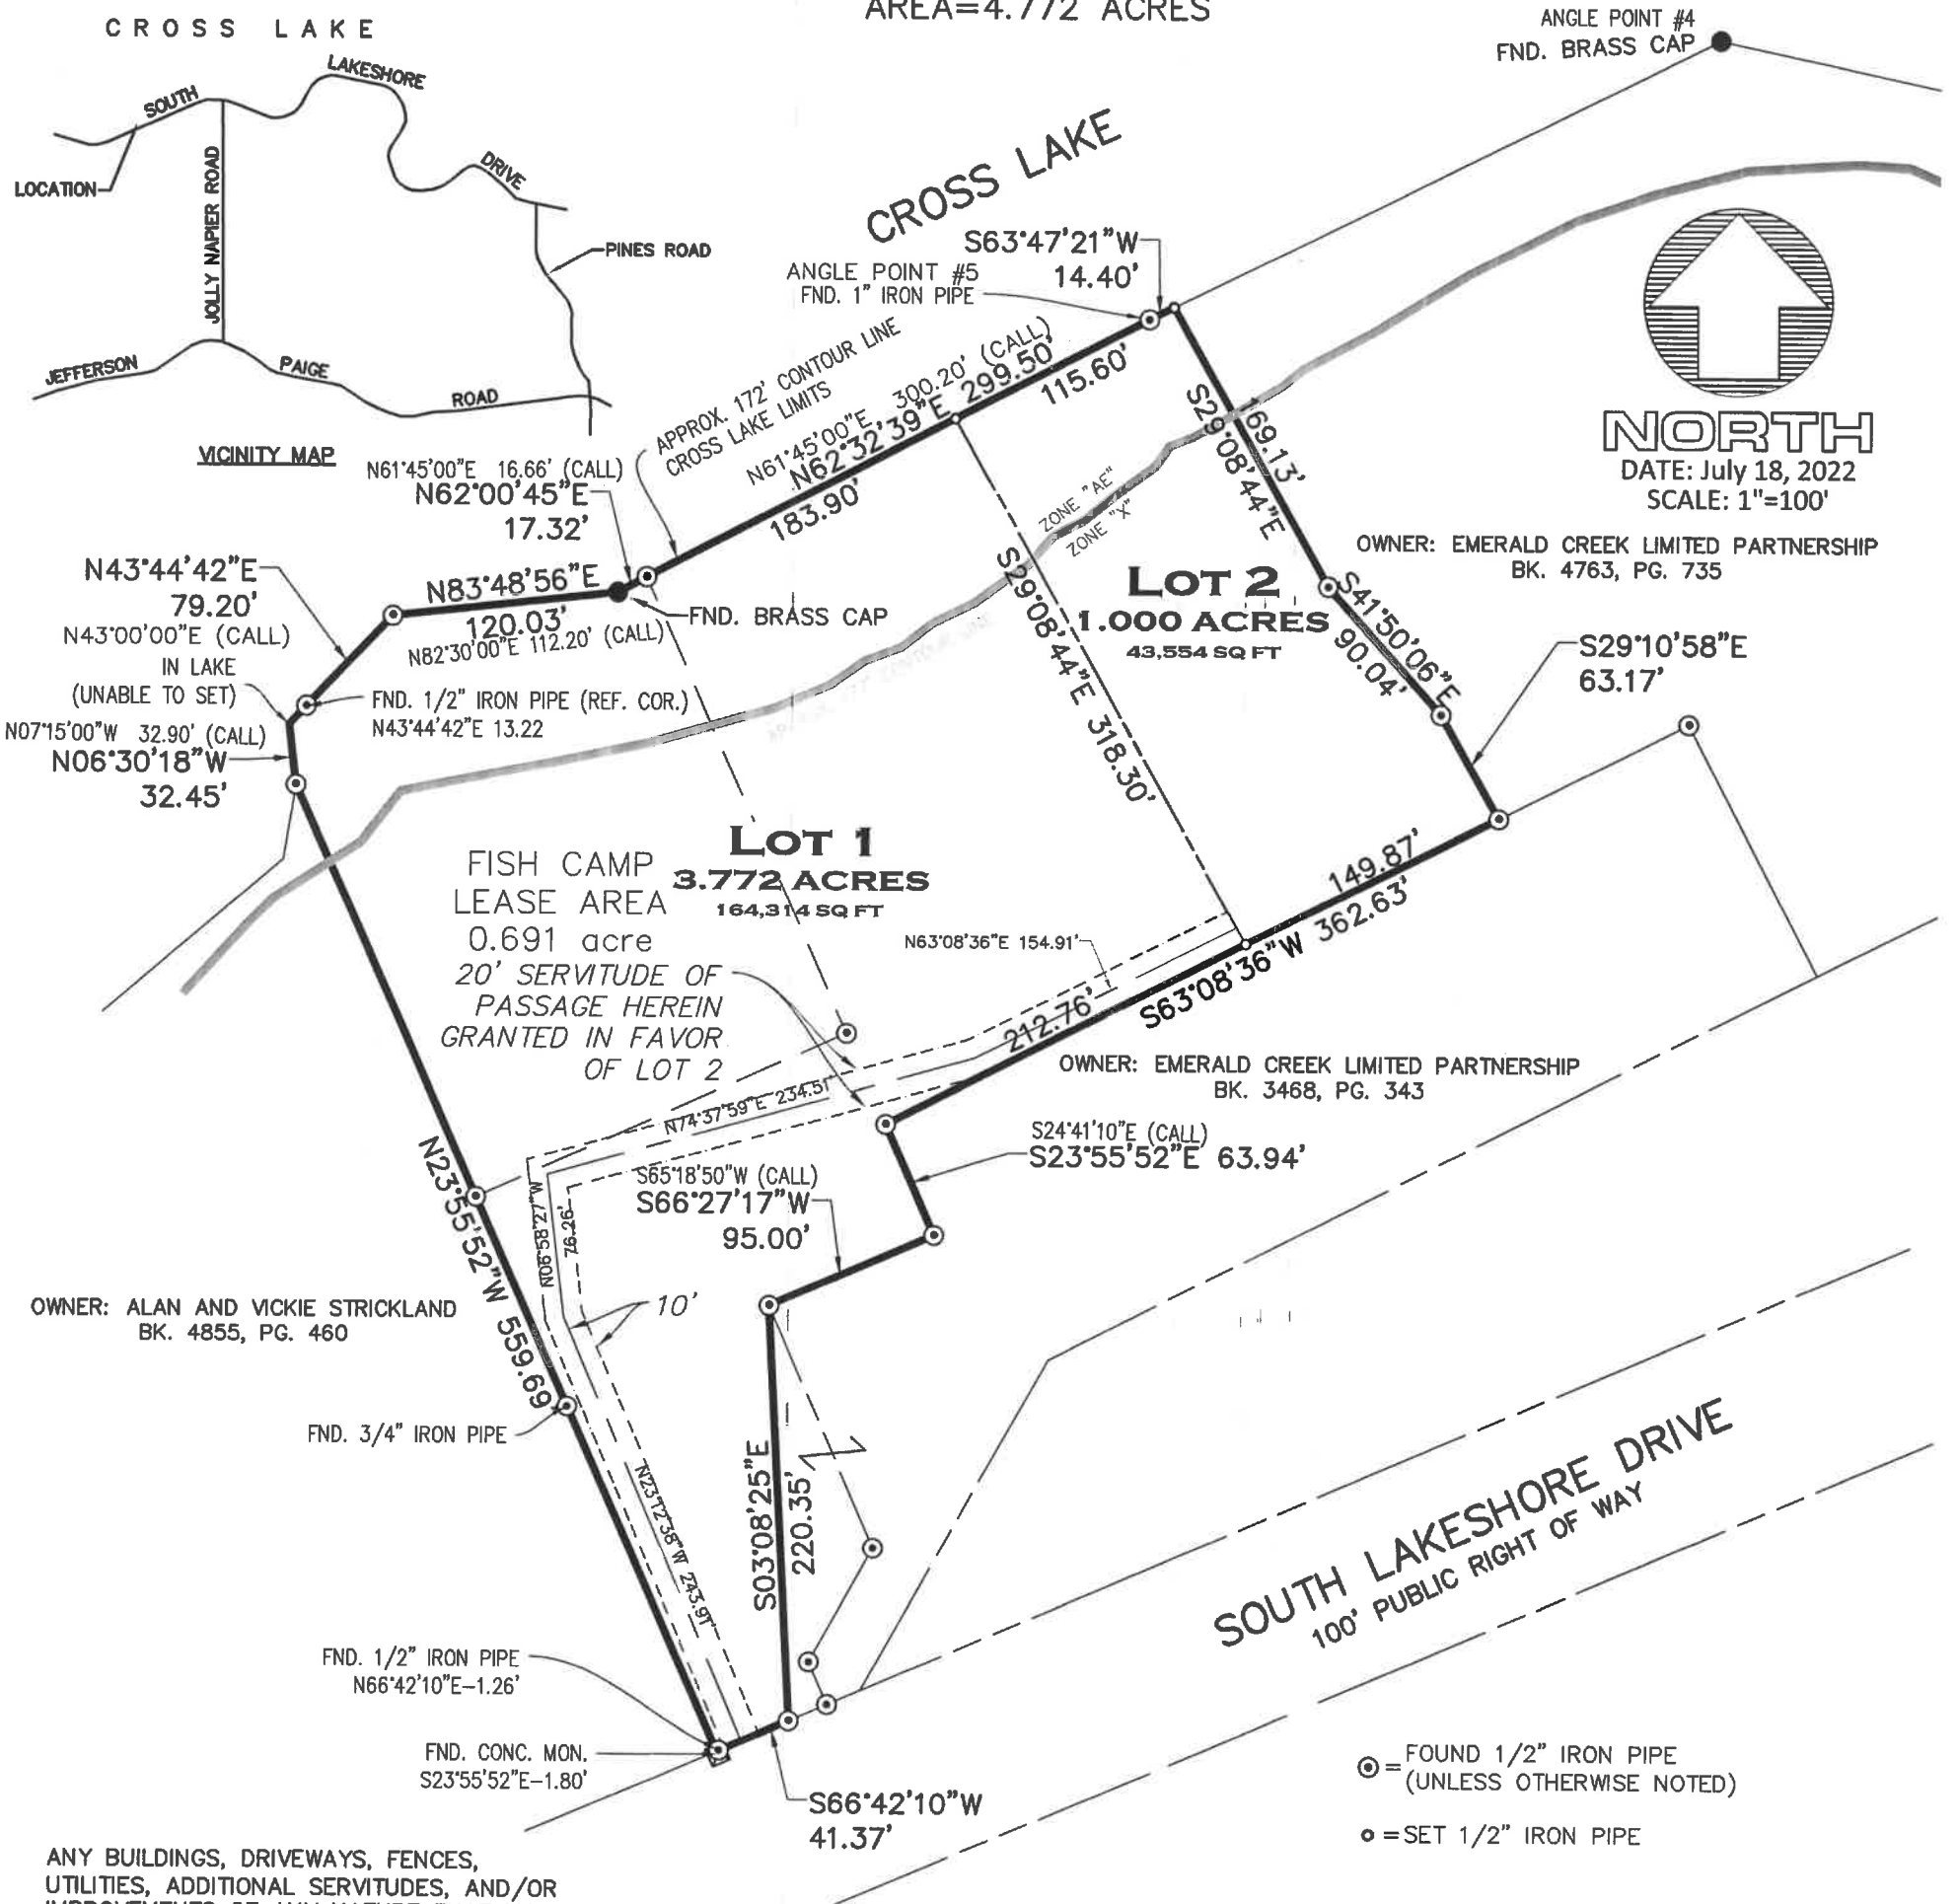 AREA=4.772 ACRES
CROSS LAKE
SOUTH
LAKESHORE
DRIVE
LOCATION
JOLLY NAPIER ROAD
PINES ROAD
JEFFERSON
PAIGE
ROAD
VICINITY MAP
ANGLE POINT #4
FND. BRASS CAP
CROSS LAKE
S63°47'21"W
14.40'
ANGLE POINT #5
FND. 1" IRON PIPE
NORTH
DATE: July 18, 2022
SCALE: 1"=100'
APPROX. 172' CONTOUR LINE
CROSS LAKE LIMITS
N61°45'00"E 300.20' (CALL)
N62°32'39"E 299.50'
115.60'
183.90'
N61°45'00"E 16.66' (CALL)
N62°00'45"E
17.32'
N43°44'42"E
79.20'
N43°00'00"E (CALL)
IN LAKE
(UNABLE TO SET)
N83°48'56"E
120.03'
N82°30'00"E 112.20' (CALL)
FND. BRASS CAP
FND. 1/2" IRON PIPE (REF. COR.)
N43°44'42"E 13.22
N07°15'00"W 32.90' (CALL)
N06°30'18"W
32.45'
ZONE "AE"
ZONE "X"
169.13'
S29°08'44"E
OWNER: EMERALD CREEK LIMITED PARTNERSHIP
BK. 4763, PG. 735
LOT 2
1.000 ACRES
43,554 SQ FT
S41°50'06"E
90.04'
S29°10'58"E
63.17'
S29°08'44"E 318.30'
LOT 1
3.772 ACRES
164,314 SQ FT
FISH CAMP
LEASE AREA
0.691 acre
20' SERVITUDE OF
PASSAGE HEREIN
GRANTED IN FAVOR
OF LOT 2
N63°08'36"E 154.91'
149.87'
S63°08'36"W 362.63'
212.76'
OWNER: EMERALD CREEK LIMITED PARTNERSHIP
BK. 3468, PG. 343
N74°37'59"E 234.51'
S24°41'10"E (CALL)
S23°55'52"E 63.94'
S65°18'50"W (CALL)
S66°27'17"W
95.00'
N06°58'27"W
76.26'
N23°55'52"W 559.69'
OWNER: ALAN AND VICKIE STRICKLAND
BK. 4855, PG. 460
10'
FND. 3/4" IRON PIPE
S03°08'25"E
220.35'
N23°12'38"W 243.91'
SOUTH LAKESHORE DRIVE
100' PUBLIC RIGHT OF WAY
FND. 1/2" IRON PIPE
N66°42'10"E-1.26'
FND. CONC. MON.
S23°55'52"E-1.80'
S66°42'10"W
41.37'
= FOUND 1/2" IRON PIPE
(UNLESS OTHERWISE NOTED)
= SET 1/2" IRON PIPE
ANY BUILDINGS, DRIVEWAYS, FENCES,
UTILITIES, ADDITIONAL SERVITUDES, AND/OR